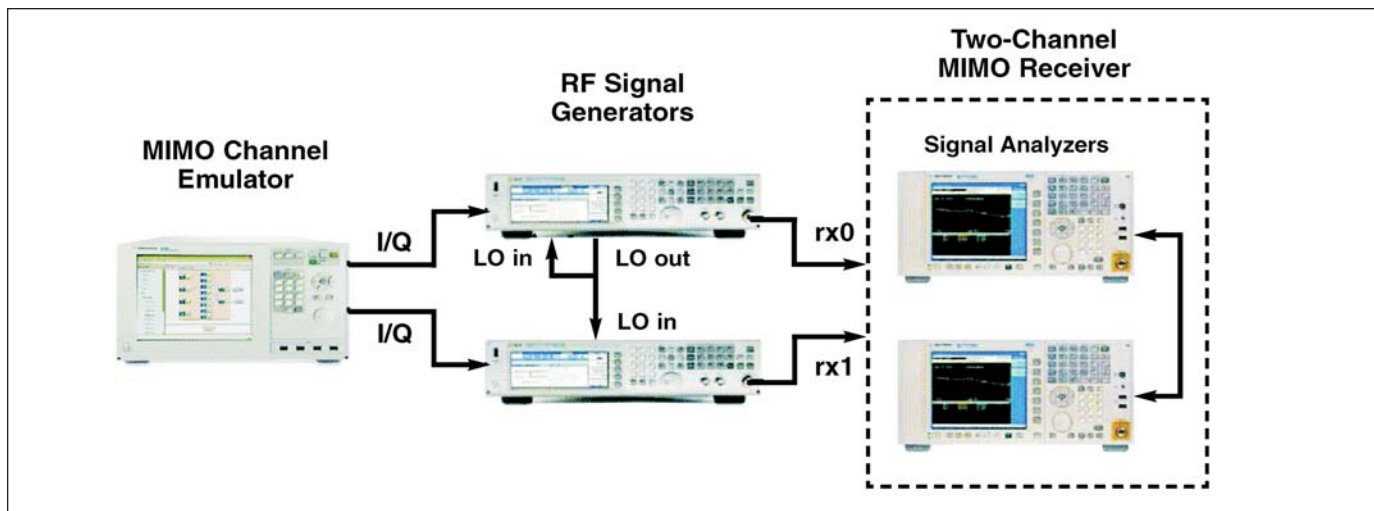 Two-Channel
MIMO Receiver
RF Signal
Generators
Signal Analyzers
MIMO Channel
Emulator
I/Q
LO in
LO out
rx0
I/Q
LO in
rx1